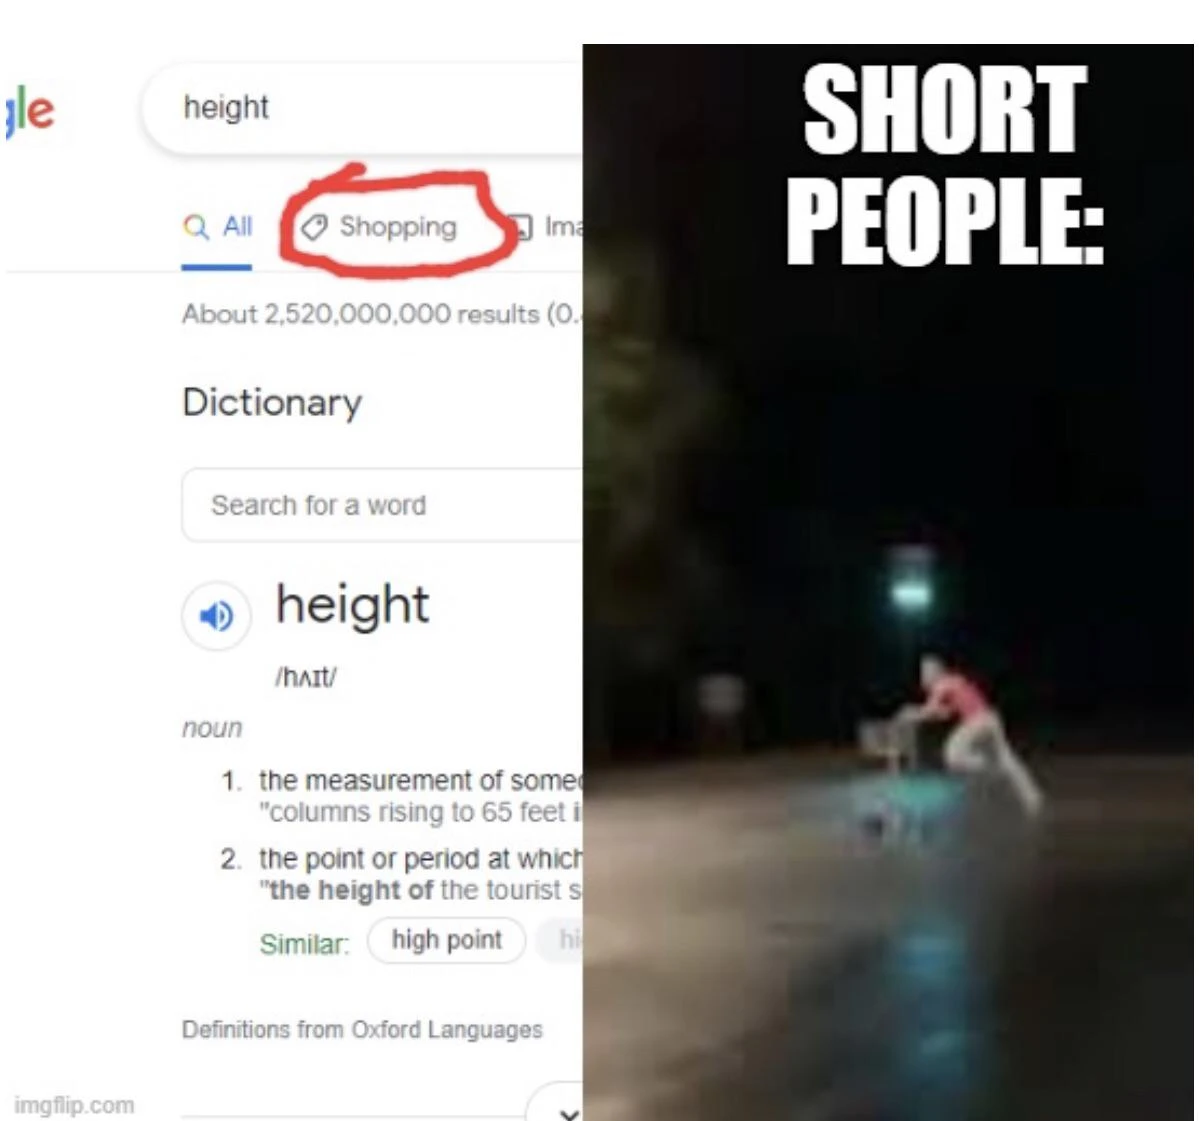 gle
height
All
Shopping
Ima
About 2,520,000,000 results (0.
Dictionary
Search for a word
height
/hʌɪt/
noun
1. the measurement of someo
"columns rising to 65 feet i
2. the point or period at which
"the height of the tourist s
Similar: high point hi
Definitions from Oxford Languages
imgflip.com
SHORT
PEOPLE: